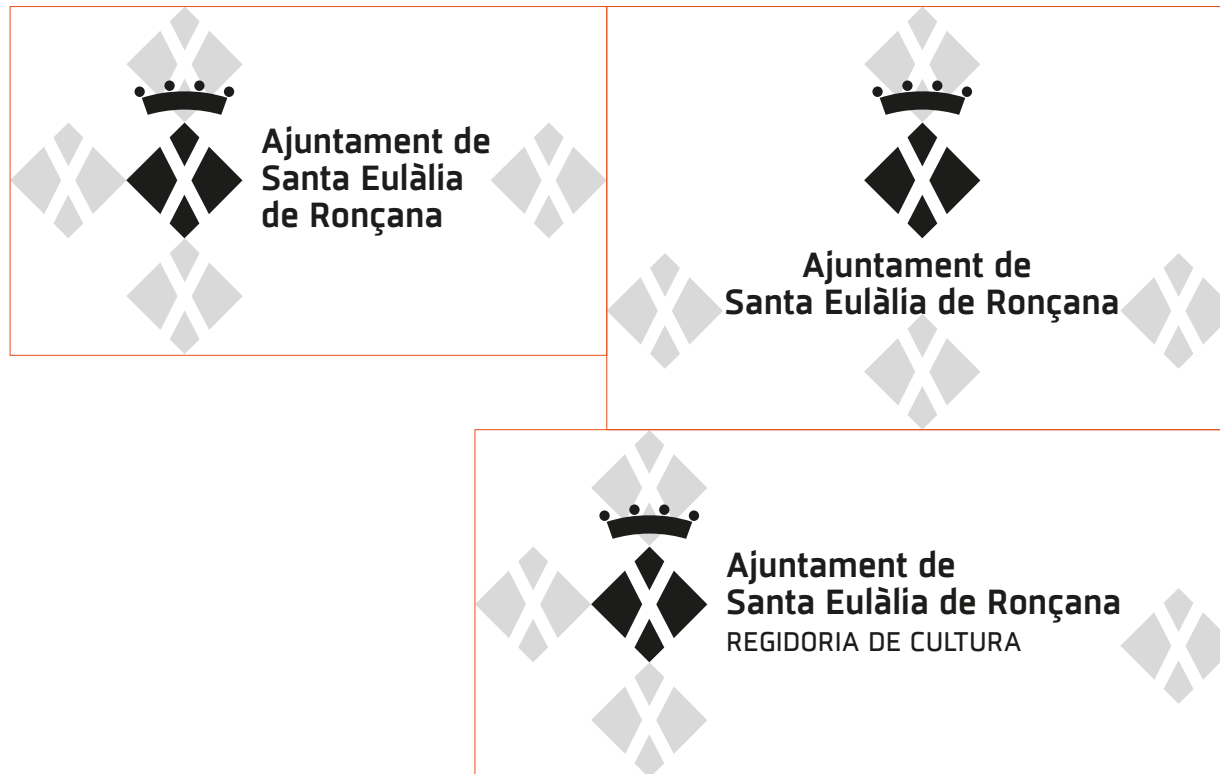 Ajuntament de
Santa Eulàlia
de Ronçana
Ajuntament de
Santa Eulàlia de Ronçana
Ajuntament de
Santa Eulàlia de Ronçana
REGIDORIA DE CULTURA